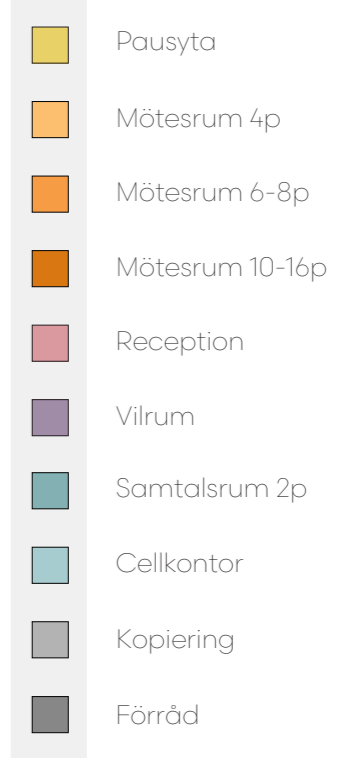 Pausyta
Mötesrum 4p
Mötesrum 6-8p
Mötesrum 10-16p
Reception
Vilrum
Samtalsrum 2p
Cellkontor
Kopiering
Förråd